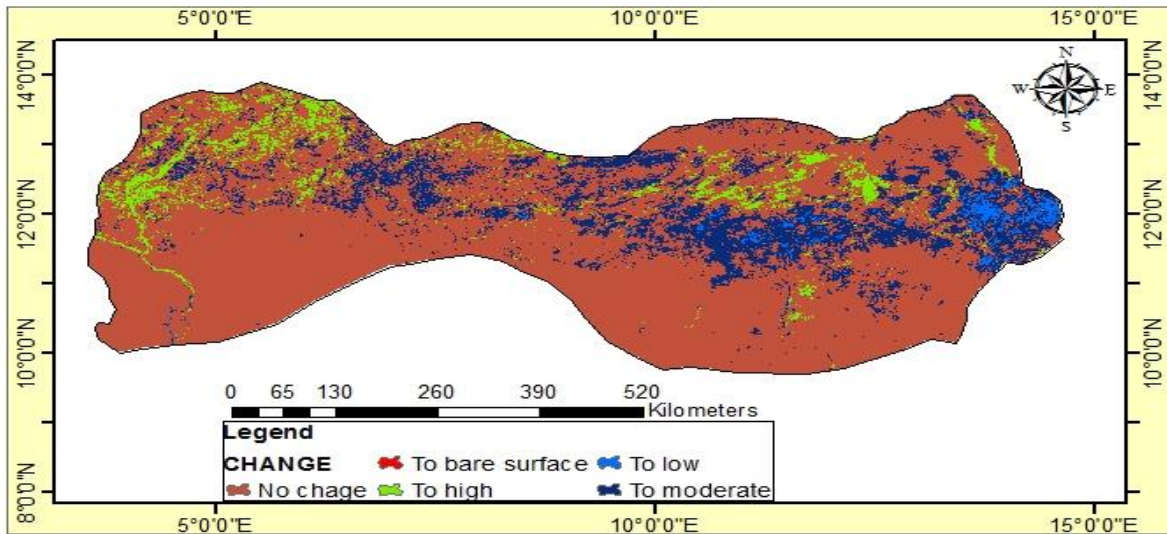 5°0'0"E 10°0'0"E 15°0'0"E
14°0'0"N 14°0'0"N
N
W E
S
12°0'0"N 12°0'0"N
10°0'0"N 10°0'0"N
0 65 130 260 390 520
Kilometers
Legend
CHANGE To bare surface To low
No chage To high To moderate
8°0'0"N 8°0'0"N
5°0'0"E 10°0'0"E 15°0'0"E